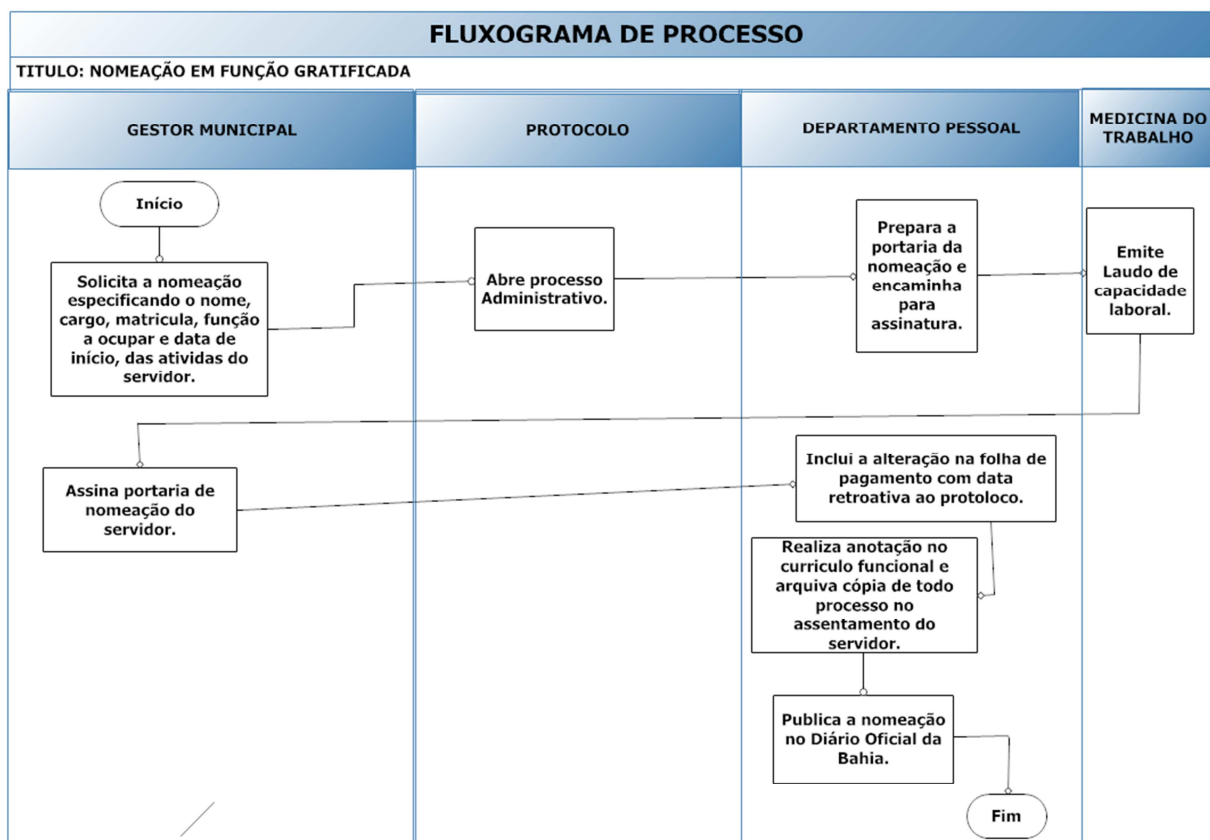 FLUXOGRAMA DE PROCESSO
TITULO: NOMEAÇÃO EM FUNÇÃO GRATIFICADA
GESTOR MUNICIPAL
PROTOCOLO
DEPARTAMENTO PESSOAL
MEDICINA DO
TRABALHO
Início
Solicita a nomeação
especificando o nome,
cargo, matricula, função
a ocupar e data de
início, das atividas do
servidor.
Abre processo
Administrativo.
Prepara a
portaria da
nomeação e
encaminha
para
assinatura.
Emite
Laudo de
capacidade
laboral.
Assina portaria de
nomeação do
servidor.
Inclui a alteração na folha de
pagamento com data
retroativa ao protoloco.
Realiza anotação no
curriculo funcional e
arquiva cópia de todo
processo no
assentamento do
servidor.
Publica a nomeação
no Diário Oficial da
Bahia.
Fim